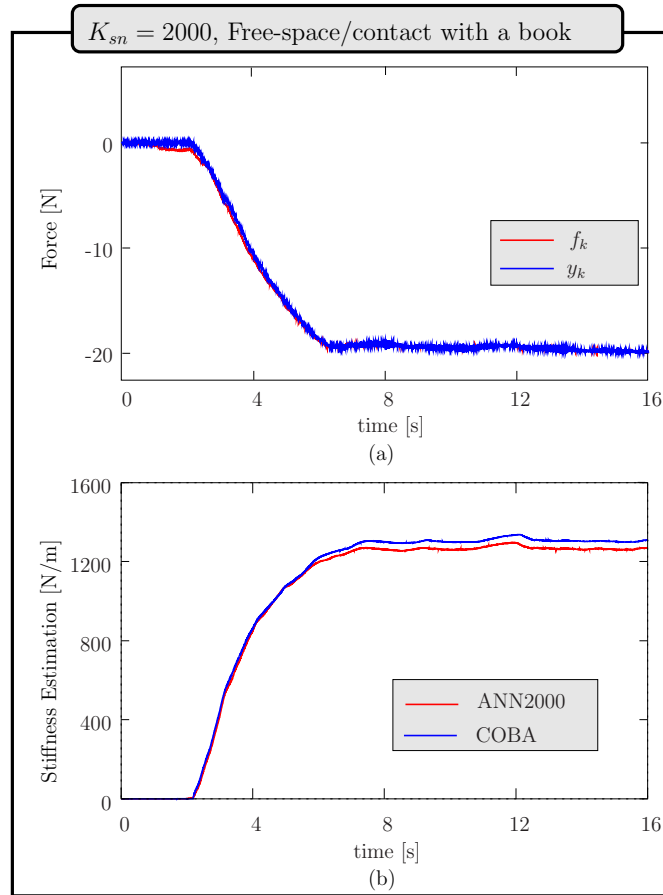 K_sn = 2000, Free-space/contact with a book
0
-10
-20
Force [N]
f_k
y_k
0 4 8 12 16
time [s]
(a)
1600
1200
800
400
0
Stiffness Estimation [N/m]
ANN2000
COBA
0 4 8 12 16
time [s]
(b)